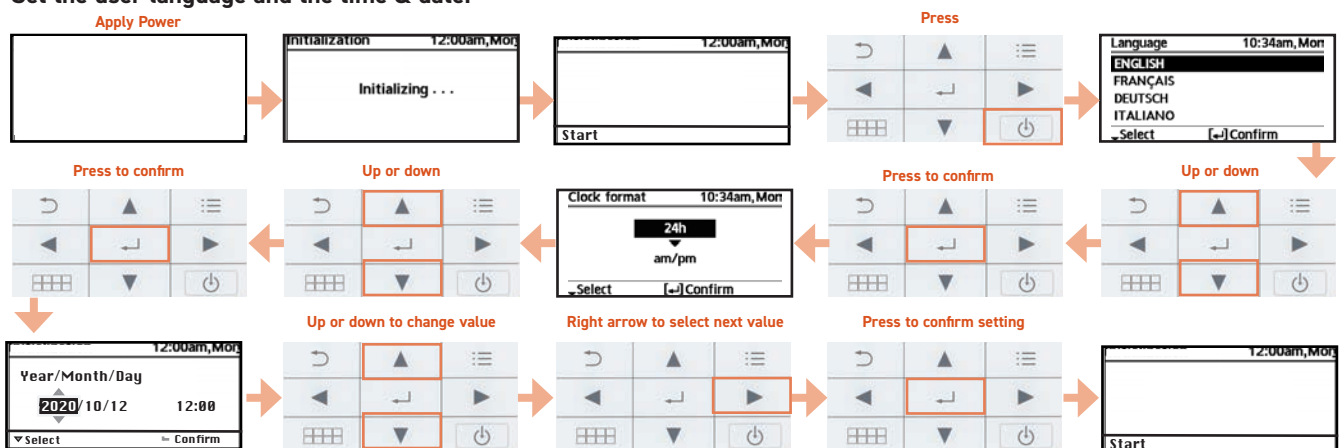 Set the user language and the time & date.
Apply Power
Initialization 12:00am,Mon
Initializing . . .
12:00am,Mon
Start
Press
Language 10:34am,Mon
ENGLISH
FRANÇAIS
DEUTSCH
ITALIANO
Select [↵]Confirm
Up or down
Press to confirm
Clock format 10:34am,Mon
24h
am/pm
Select [↵]Confirm
Up or down
Press to confirm
12:00am,Mon
Year/Month/Day
2020/10/12 12:00
Select Confirm
Up or down to change value
Right arrow to select next value
Press to confirm setting
12:00am,Mon
Start